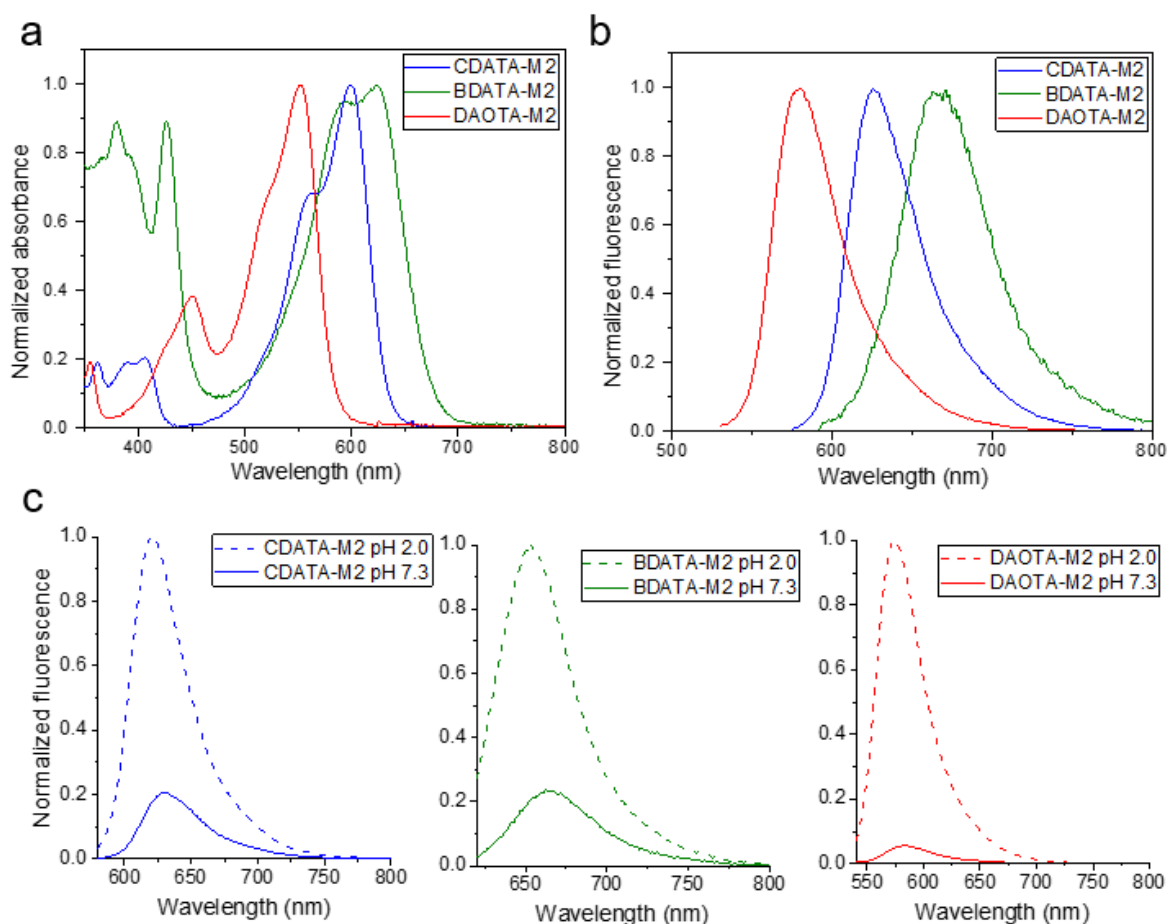 a
CDATA-M2
BDATA-M2
DAOTA-M2
Normalized absorbance
1.0
0.8
0.6
0.4
0.2
0.0
400 500 600 700 800
Wavelength (nm)
b
CDATA-M2
BDATA-M2
DAOTA-M2
Normalized fluorescence
1.0
0.8
0.6
0.4
0.2
0.0
500 600 700 800
Wavelength (nm)
c
CDATA-M2 pH 2.0
CDATA-M2 pH 7.3
Normalized fluorescence
1.0
0.8
0.6
0.4
0.2
0.0
600 650 700 750 800
Wavelength (nm)
BDATA-M2 pH 2.0
BDATA-M2 pH 7.3
1.0
0.8
0.6
0.4
0.2
0.0
650 700 750 800
Wavelength (nm)
DAOTA-M2 pH 2.0
DAOTA-M2 pH 7.3
1.0
0.8
0.6
0.4
0.2
0.0
550 600 650 700 750 800
Wavelength (nm)